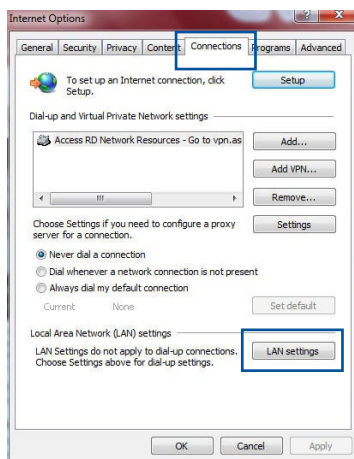 Internet Options
General Security Privacy Content Connections Programs Advanced
To set up an Internet connection, click
Setup.
Setup
Dial-up and Virtual Private Network settings
Access RD Network Resources - Go to vpn.as
Add...
Add VPN...
Remove...
Choose Settings if you need to configure a proxy
server for a connection.
Settings
Never dial a connection
Dial whenever a network connection is not present
Always dial my default connection
Current None
Set default
Local Area Network (LAN) settings
LAN Settings do not apply to dial-up connections.
Choose Settings above for dial-up settings.
LAN settings
OK Cancel Apply